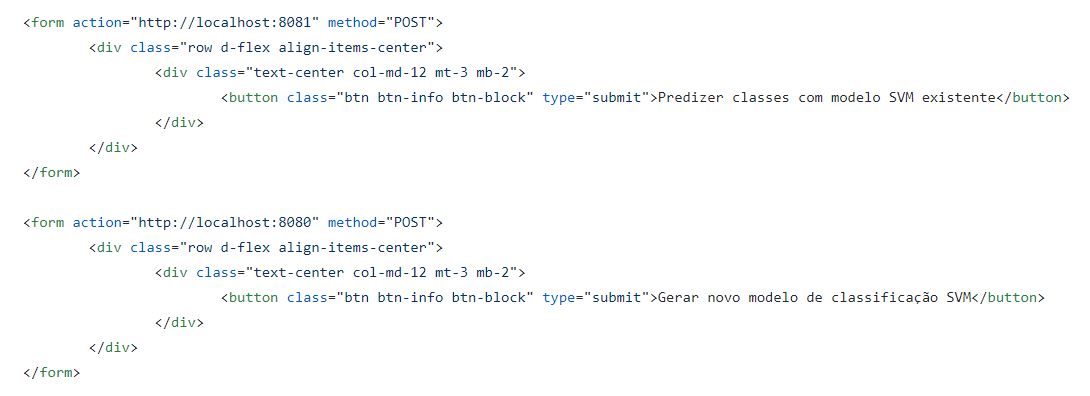 <form action="http://localhost:8081" method="POST">
<div class="row d-flex align-items-center">
<div class="text-center col-md-12 mt-3 mb-2">
<button class="btn btn-info btn-block" type="submit">Predizer classes com modelo SVM existente</button>
</div>
</div>
</form>
<form action="http://localhost:8080" method="POST">
<div class="row d-flex align-items-center">
<div class="text-center col-md-12 mt-3 mb-2">
<button class="btn btn-info btn-block" type="submit">Gerar novo modelo de classificação SVM</button>
</div>
</div>
</form>